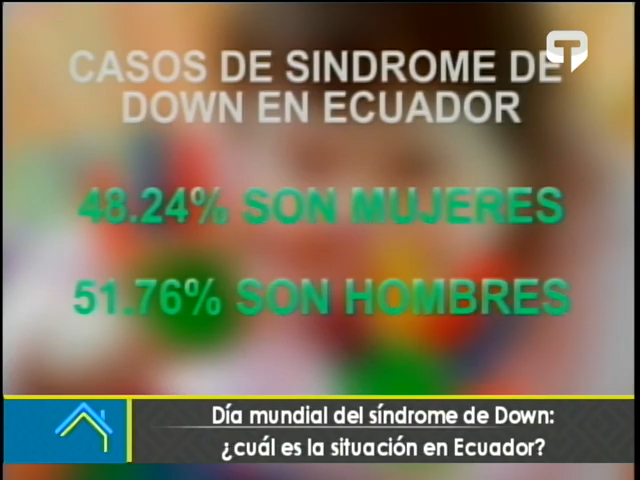 CASOS DE SINDROME DE
DOWN EN ECUADOR
48.24% SON MUJERES
51.76% SON HOMBRES
Día mundial del síndrome de Down:
¿cuál es la situación en Ecuador?